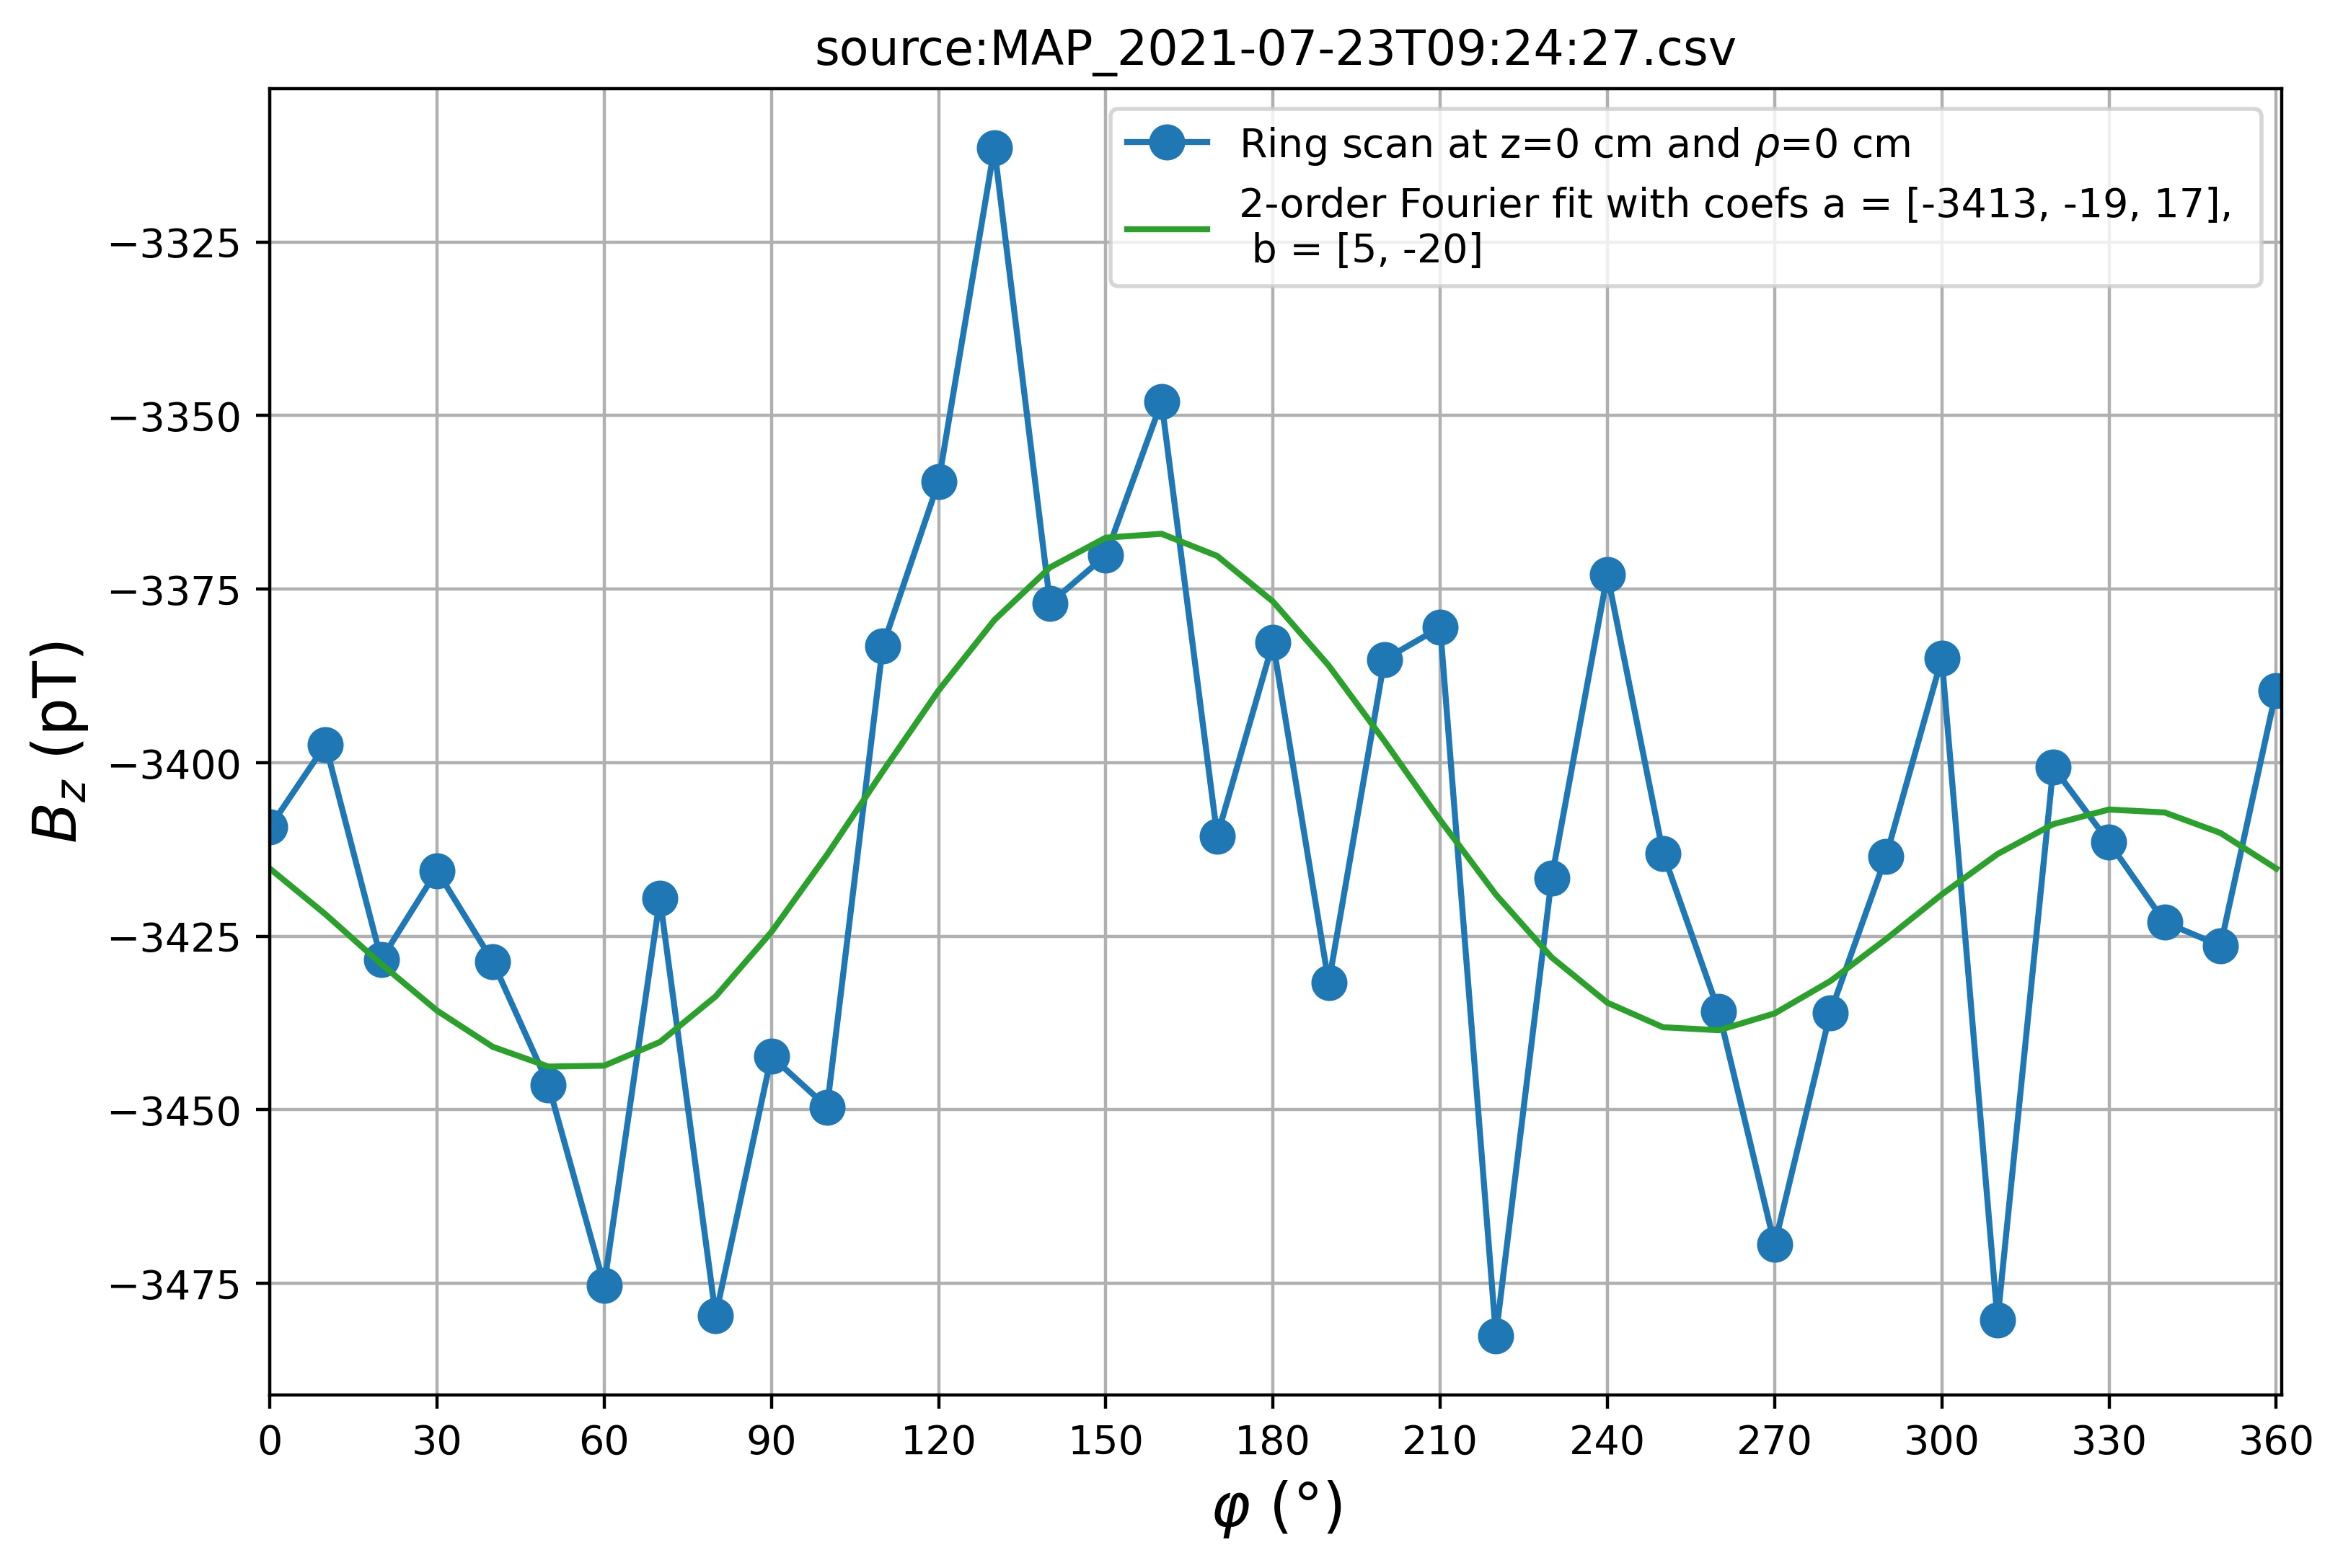 source:MAP_2021-07-23T09:24:27.csv
Ring scan at z=0 cm and ρ=0 cm
2-order Fourier fit with coefs a = [-3413, -19, 17],
b = [5, -20]
−3325
−3350
−3375
−3400
−3425
−3450
−3475
B_z (pT)
0 30 60 90 120 150 180 210 240 270 300 330 360
φ (°)